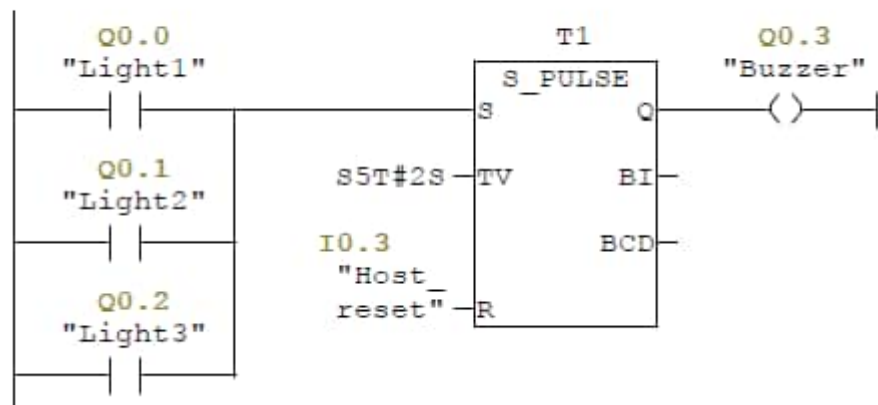 Q0.0
"Light1"
T1
Q0.3
"Buzzer"
S_PULSE
S
Q
Q0.1
"Light2"
S5T#2S
TV
BI
I0.3
"Host_
reset"
BCD
R
Q0.2
"Light3"